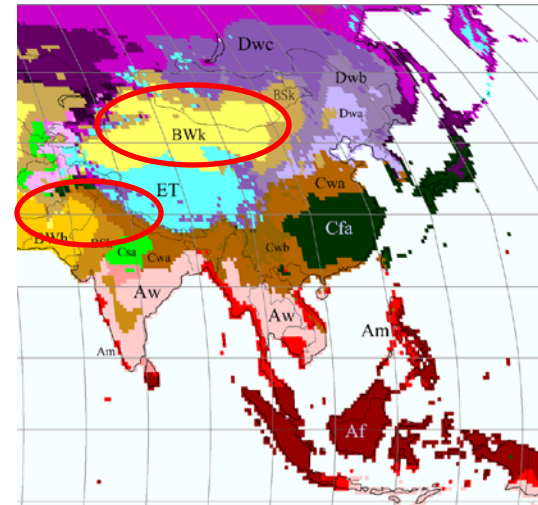 Dwc
Dwb
BSk
Dwa
BWk
ET
Cwa
Cfa
BWh
BSh
Csa
Cwa
Cwb
Aw
Aw
Am
Am
Af